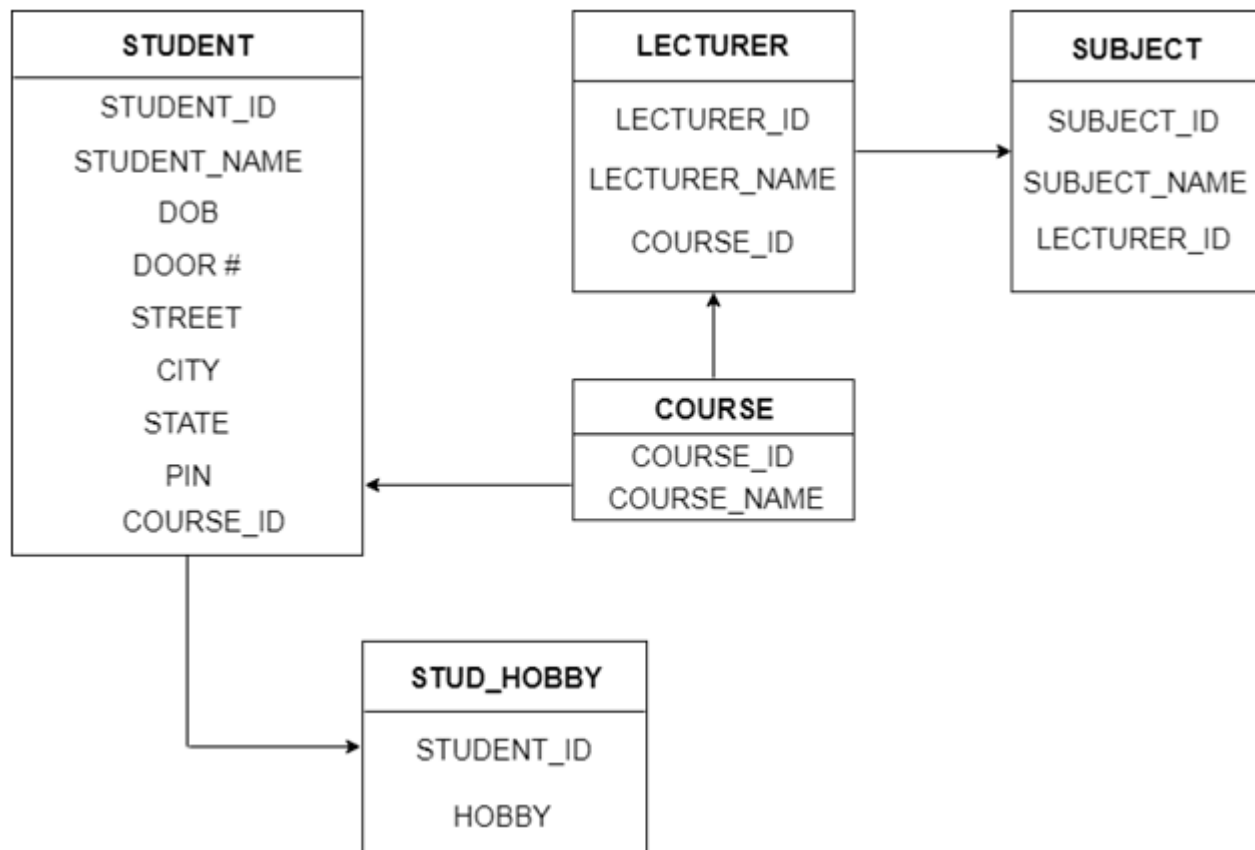 STUDENT
STUDENT_ID
STUDENT_NAME
DOB
DOOR #
STREET
CITY
STATE
PIN
COURSE_ID
LECTURER
LECTURER_ID
LECTURER_NAME
COURSE_ID
SUBJECT
SUBJECT_ID
SUBJECT_NAME
LECTURER_ID
COURSE
COURSE_ID
COURSE_NAME
STUD_HOBBY
STUDENT_ID
HOBBY